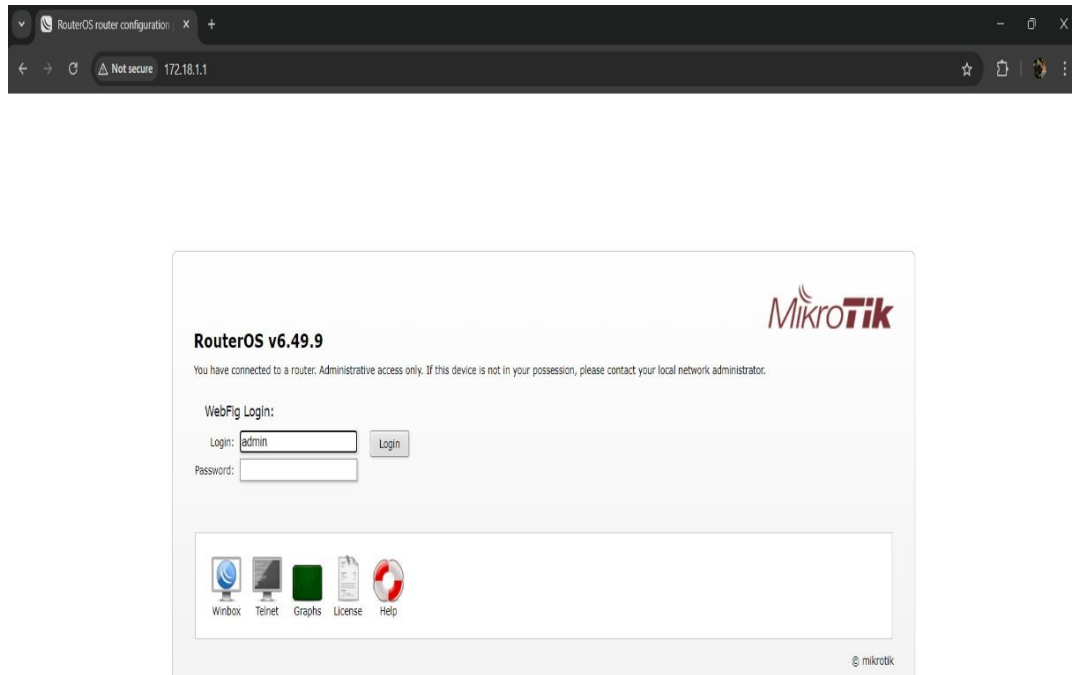 RouterOS router configuration
Not secure 172.18.1.1
MikroTik
RouterOS v6.49.9
You have connected to a router. Administrative access only. If this device is not in your possession, please contact your local network administrator.
WebFig Login:
Login: admin Login
Password:
Winbox Telnet Graphs License Help
© mikrotik